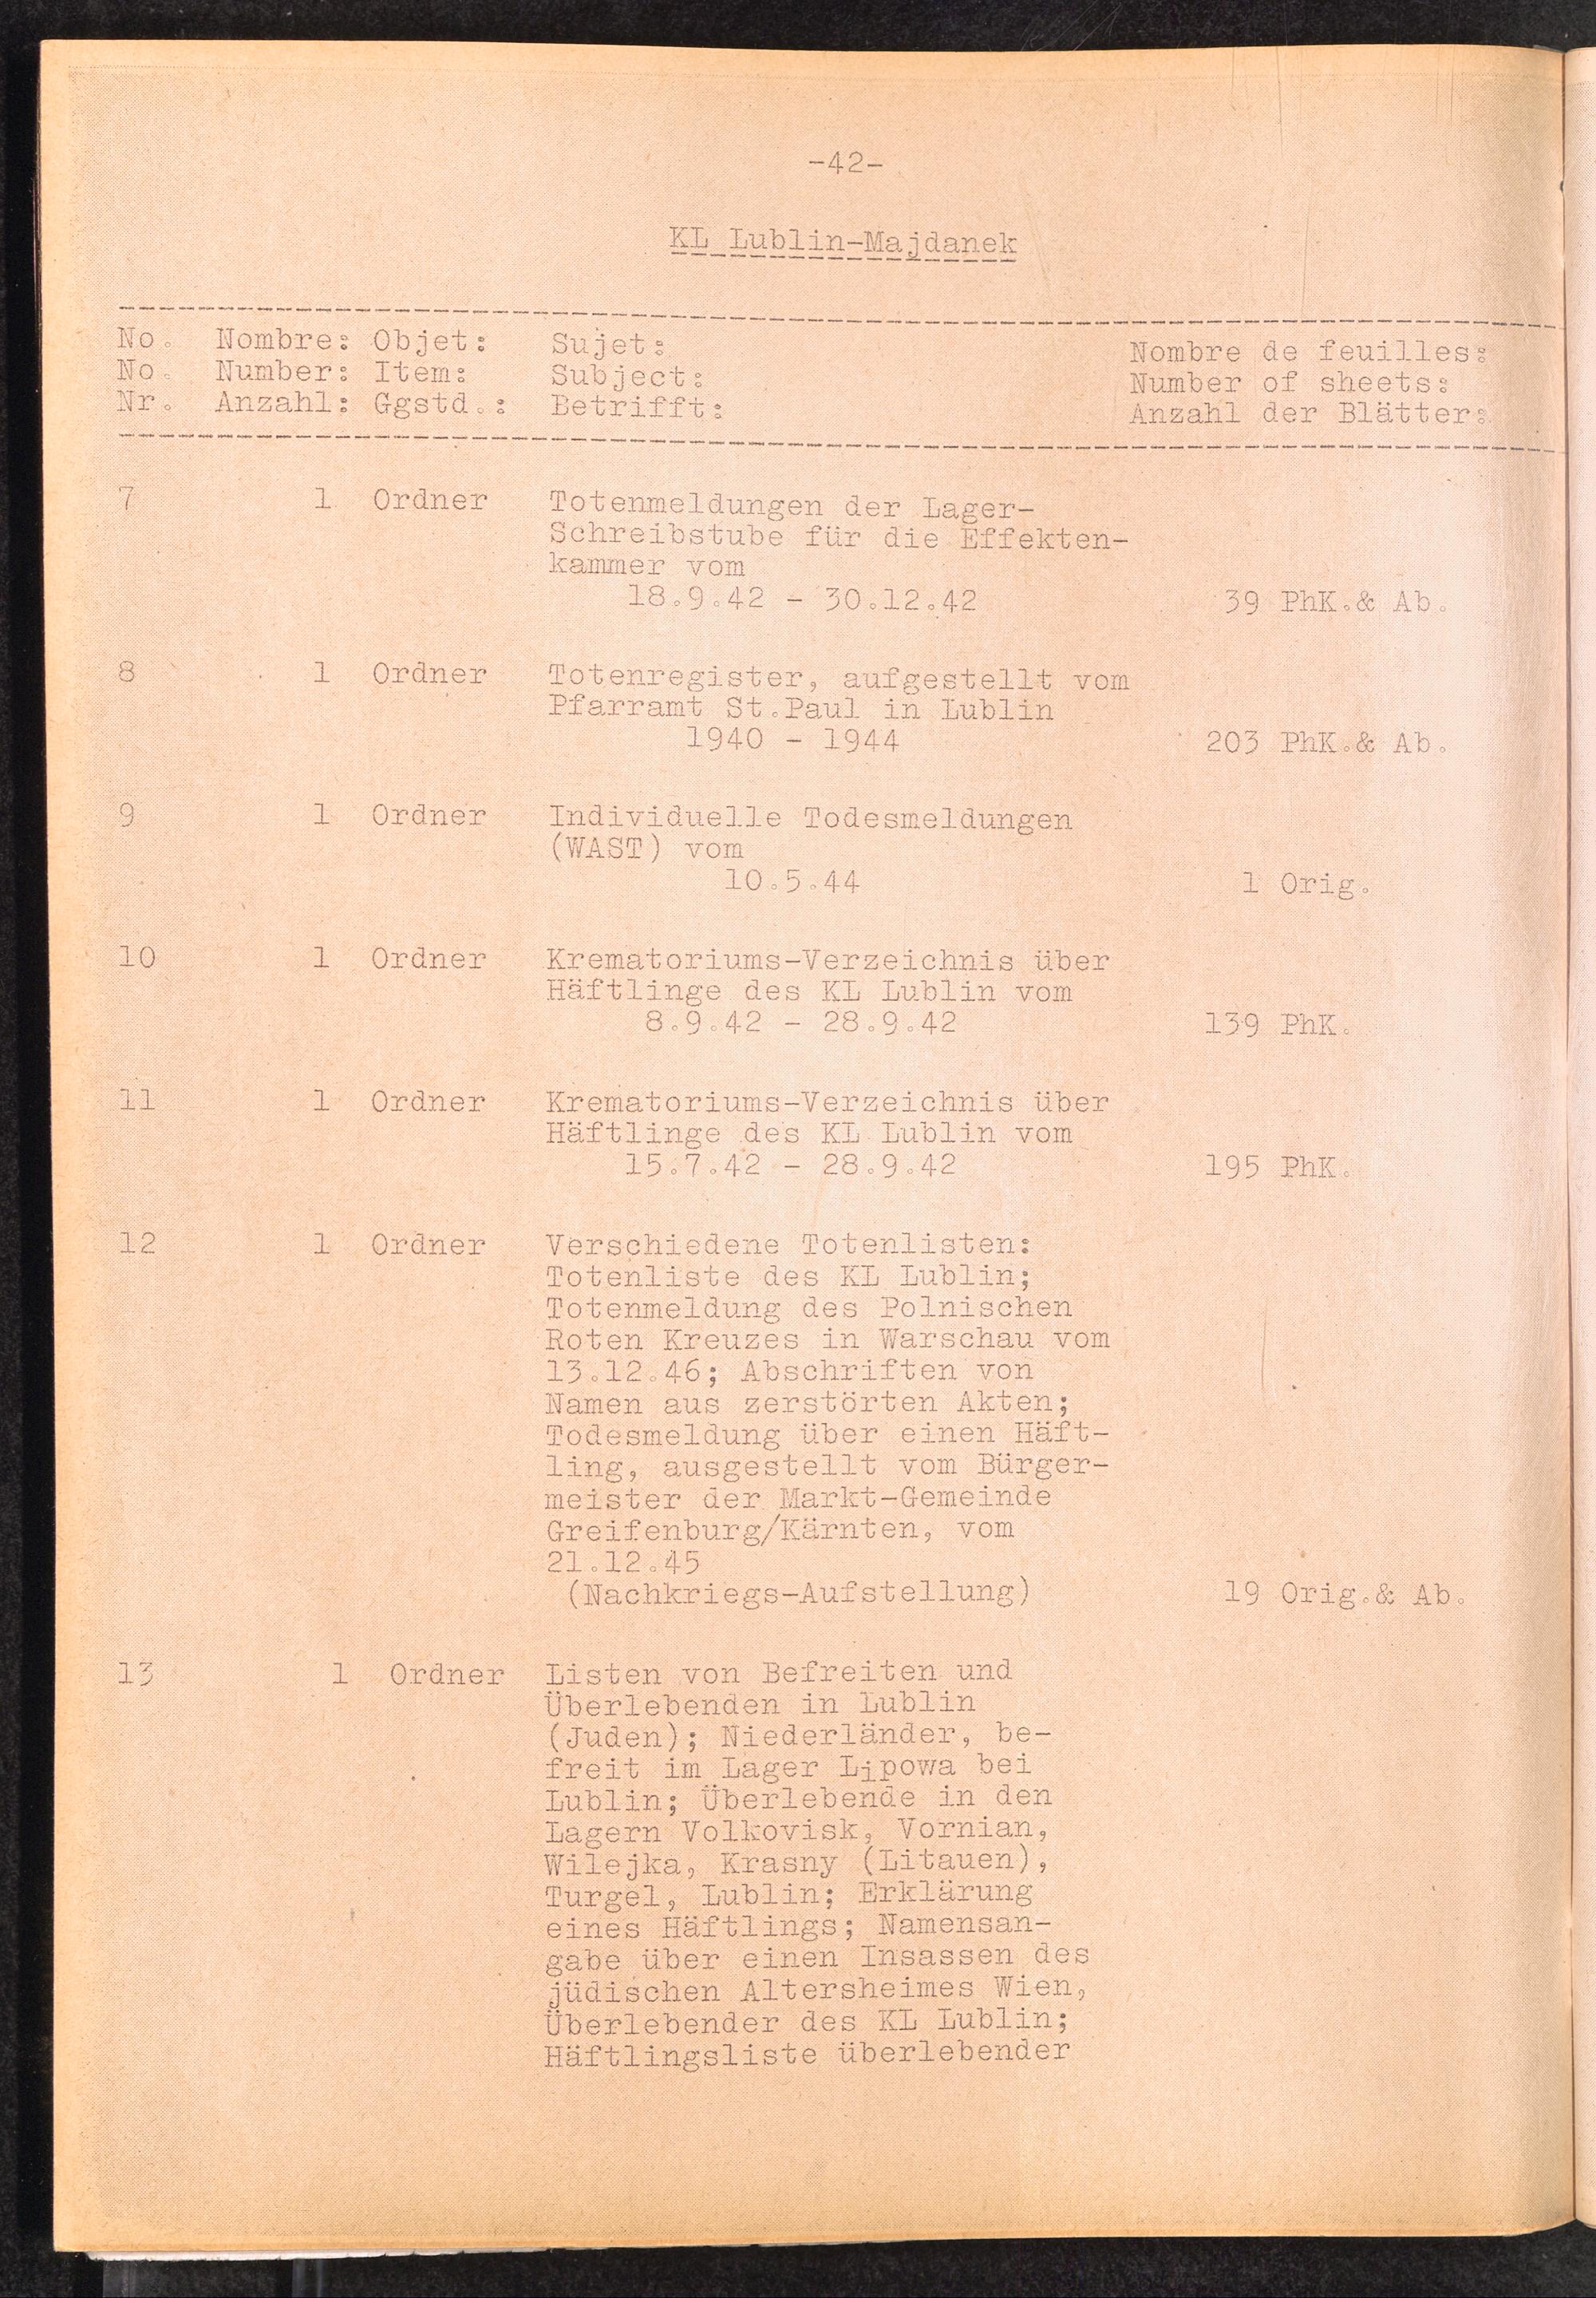 -42-
KL Lublin-Majdanek
No. Nombre: Objet: Sujet: Nombre de feuilles:
No. Number: Item: Subject: Number of sheets:
Nr. Anzahl: Ggstd.: Betrifft: Anzahl der Blätter:
7 1 Ordner Totenmeldungen der Lager-
Schreibstube für die Effekten-
kammer vom
18.9.42 - 30.12.42 39 PhK.& Ab.
8 1 Ordner Totenregister, aufgestellt vom
Pfarramt St.Paul in Lublin
1940 - 1944 203 PhK.& Ab.
9 1 Ordner Individuelle Todesmeldungen
(WAST) vom
10.5.44 1 Orig.
10 1 Ordner Krematoriums-Verzeichnis über
Häftlinge des KL Lublin vom
8.9.42 - 28.9.42 139 PhK.
11 1 Ordner Krematoriums-Verzeichnis über
Häftlinge des KL Lublin vom
15.7.42 - 28.9.42 195 PhK.
12 1 Ordner Verschiedene Totenlisten:
Totenliste des KL Lublin;
Totenmeldung des Polnischen
Roten Kreuzes in Warschau vom
13.12.46; Abschriften von
Namen aus zerstörten Akten;
Todesmeldung über einen Häft-
ling, ausgestellt vom Bürger-
meister der Markt-Gemeinde
Greifenburg/Kärnten, vom
21.12.45
(Nachkriegs-Aufstellung) 19 Orig.& Ab.
13 1 Ordner Listen von Befreiten und
Überlebenden in Lublin
(Juden); Niederländer, be-
freit im Lager Lipowa bei
Lublin; Überlebende in den
Lagern Volkovisk, Vornian,
Wilejka, Krasny (Litauen),
Turgel, Lublin; Erklärung
eines Häftlings; Namensan-
gabe über einen Insassen des
jüdischen Altersheimes Wien,
Überlebender des KL Lublin;
Häftlingsliste überlebender